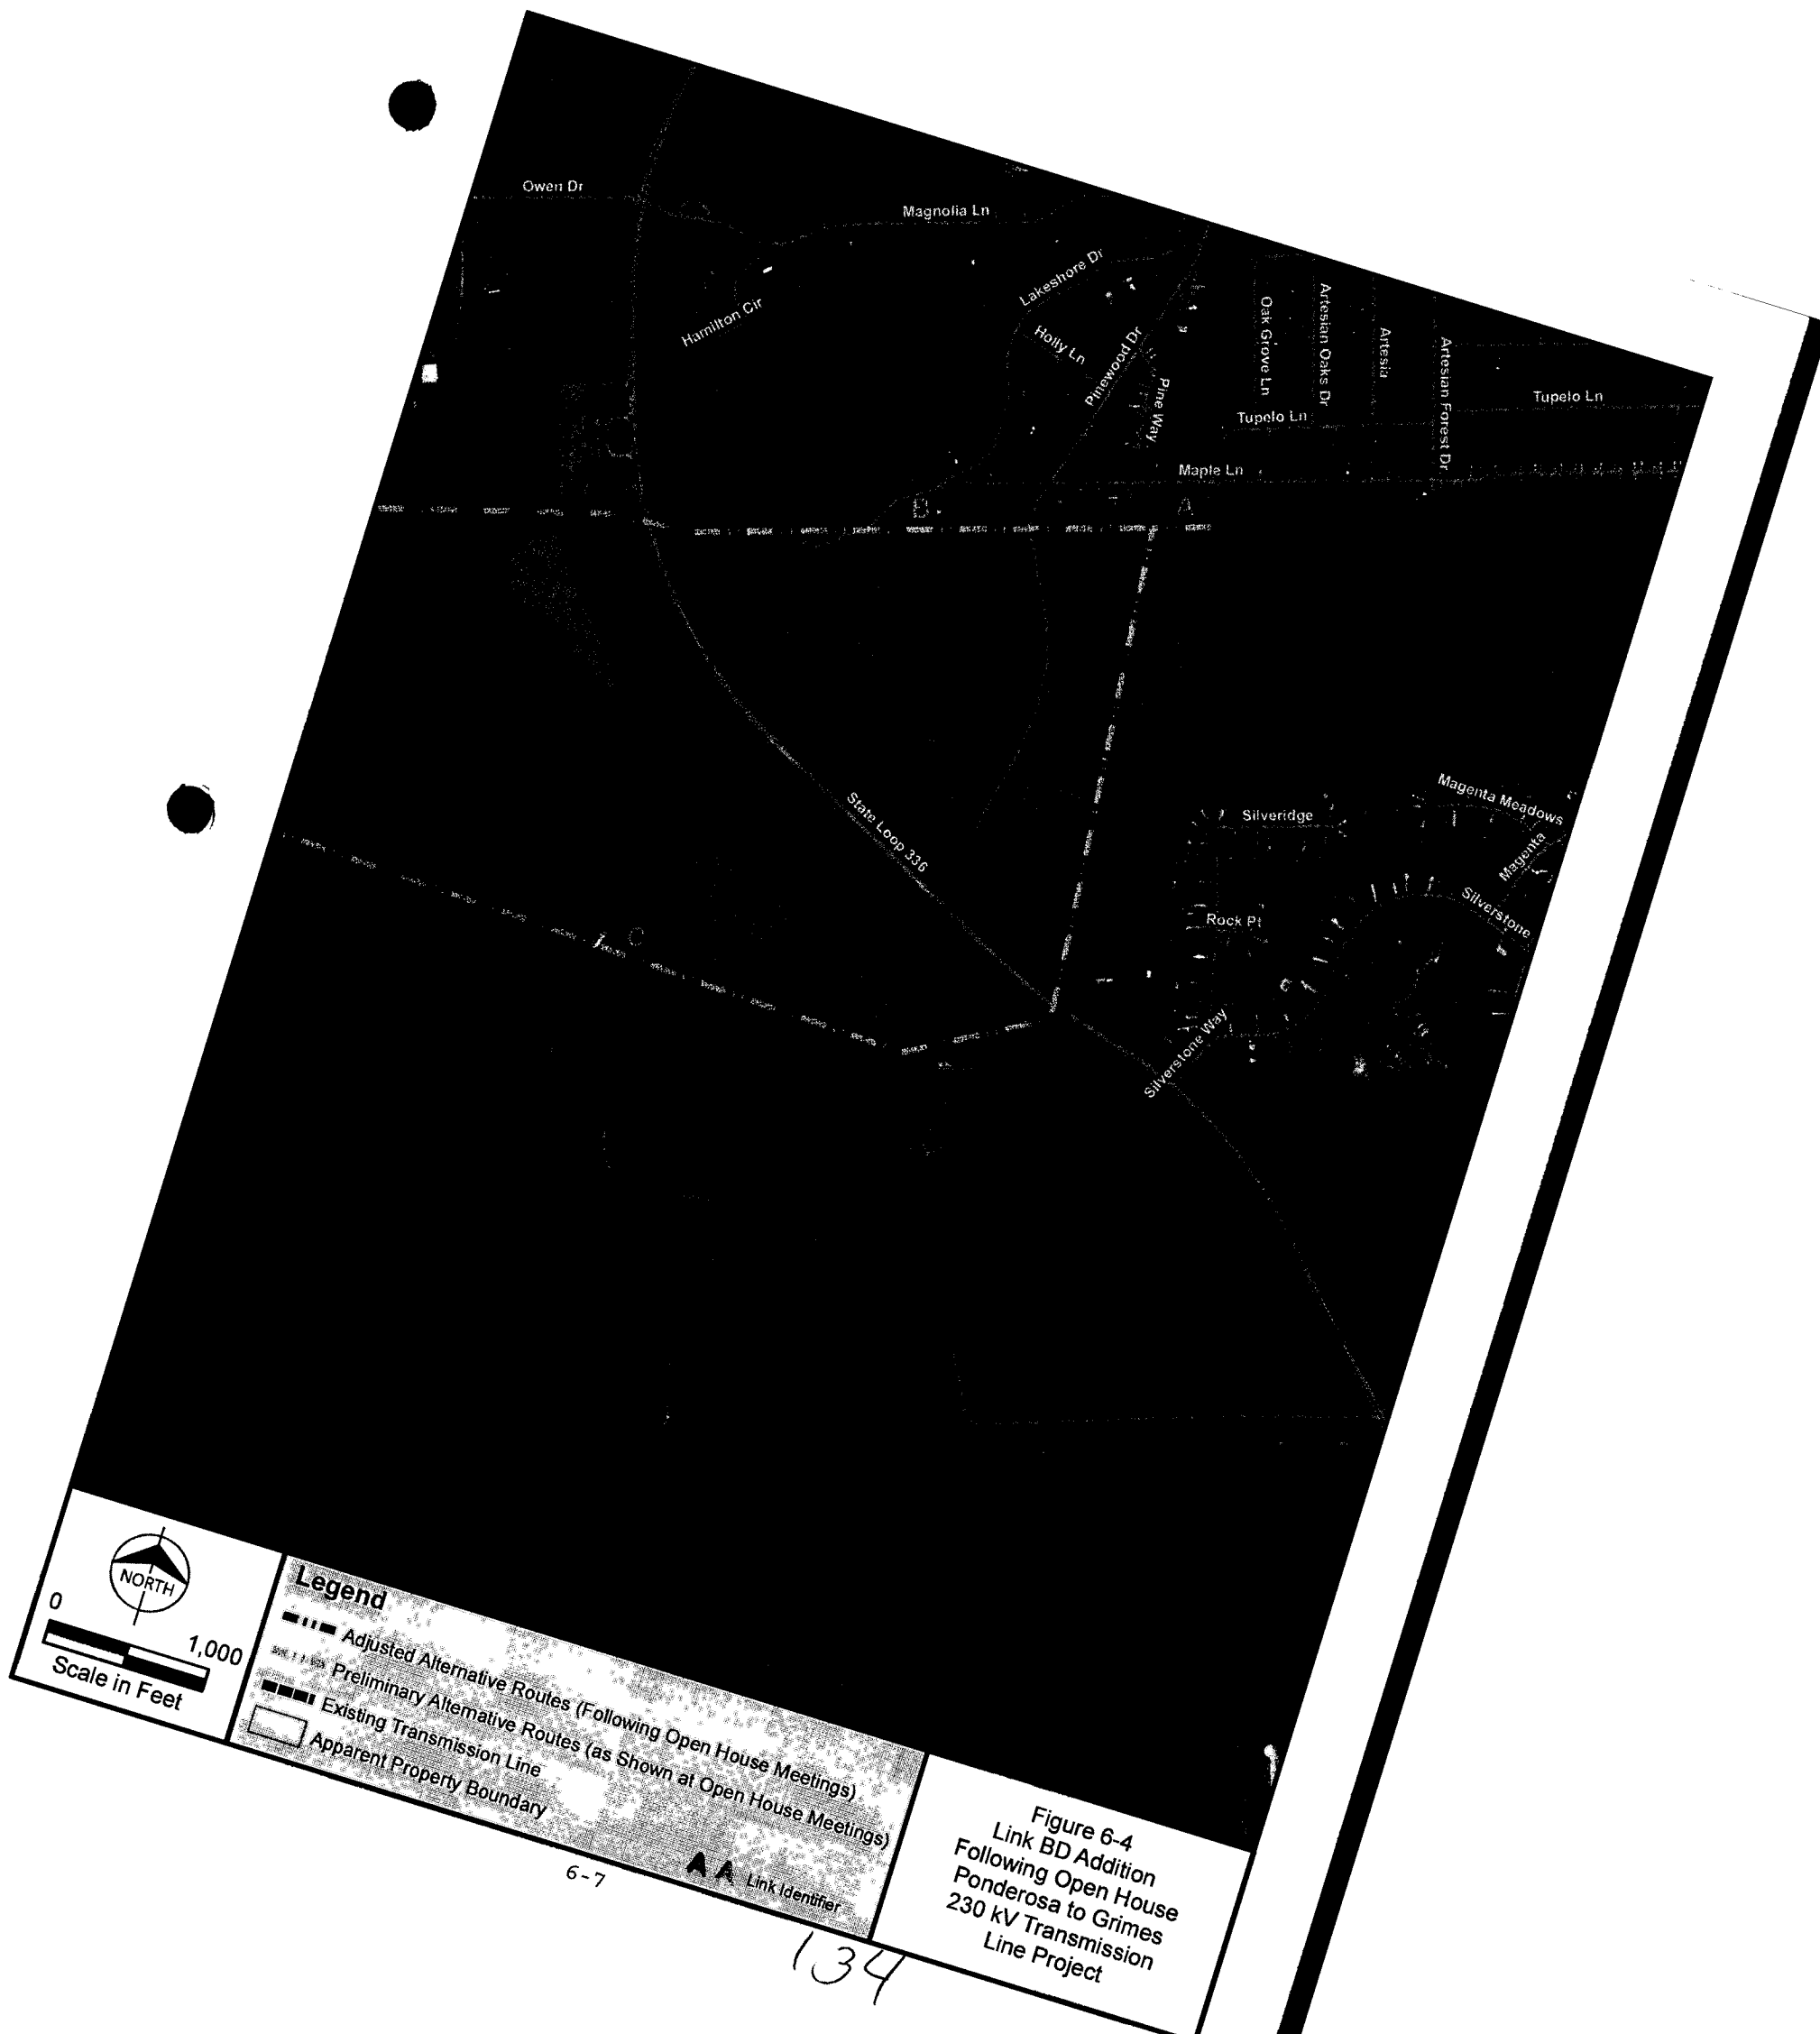 Owen Dr
Magnolia Ln
Lakeshore Dr
Hamilton Cir
Holly Ln
Pinewood Dr
Pine Way
Oak Grove Ln
Artesian Oaks Dr
Artesia
Artesian Forest Dr
Tupelo Ln
Tupelo Ln
Maple Ln
B
A
State Loop 336
Silveridge
Magenta Meadows
Magenta
Silverstone
Rock Pt
C
Silverstone Way
NORTH
0
1,000
Scale in Feet
Legend
Adjusted Alternative Routes (Following Open House Meetings)
Preliminary Alternative Routes (as Shown at Open House Meetings)
Existing Transmission Line
Apparent Property Boundary
A A Link Identifier
Figure 6-4
Link BD Addition
Following Open House
Ponderosa to Grimes
230 kV Transmission
Line Project
6-7
134